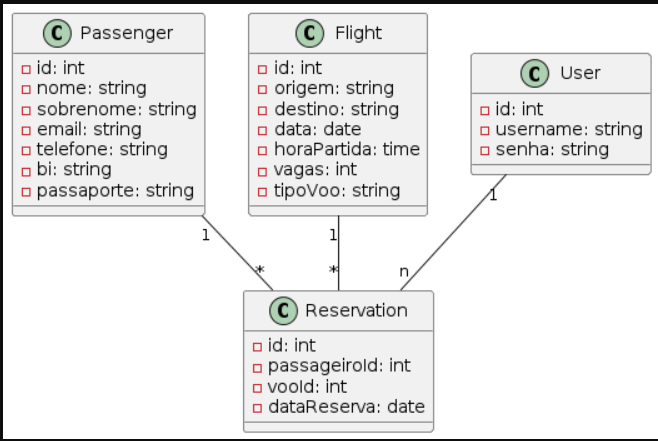 C Passenger
id: int
nome: string
sobrenome: string
email: string
telefone: string
bi: string
passaporte: string
C Flight
id: int
origem: string
destino: string
data: date
horaPartida: time
vagas: int
tipoVoo: string
C User
id: int
username: string
senha: string
1
*
1
*
1
n
C Reservation
id: int
passageiroId: int
vooId: int
dataReserva: date